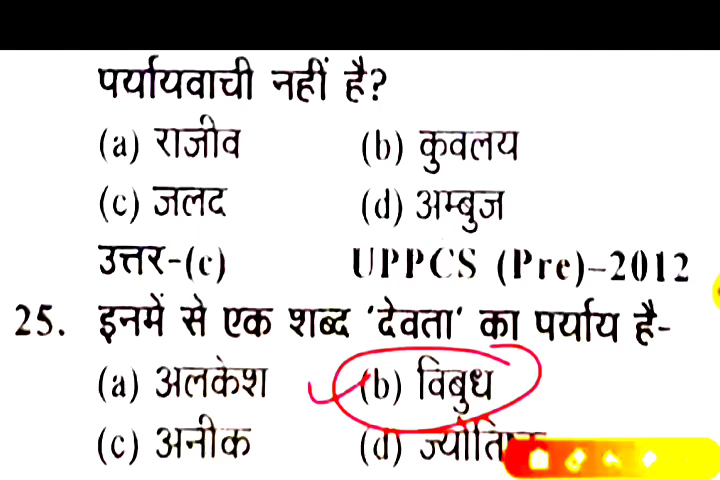 पर्यायवाची नहीं है?
(a) राजीव (b) कुवलय
(c) जलद (d) अम्बुज
उत्तर-(c) UPPCS (Pre)-2012
25. इनमें से एक शब्द 'देवता' का पर्याय है-
(a) अलकेश (b) विबुध
(c) अनीक (d)